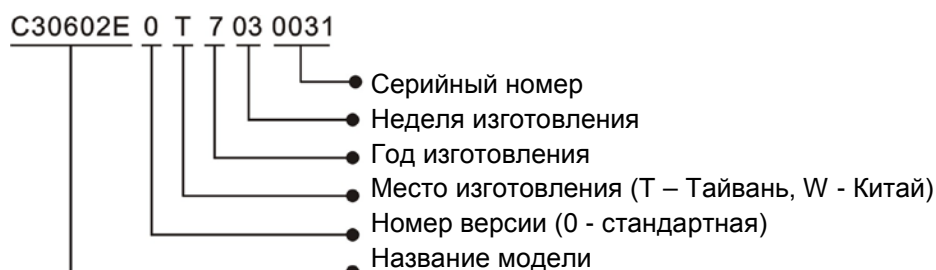 C30602E 0 T 7 03 0031
Серийный номер
Неделя изготовления
Год изготовления
Место изготовления (T – Тайвань, W - Китай)
Номер версии (0 - стандартная)
Название модели